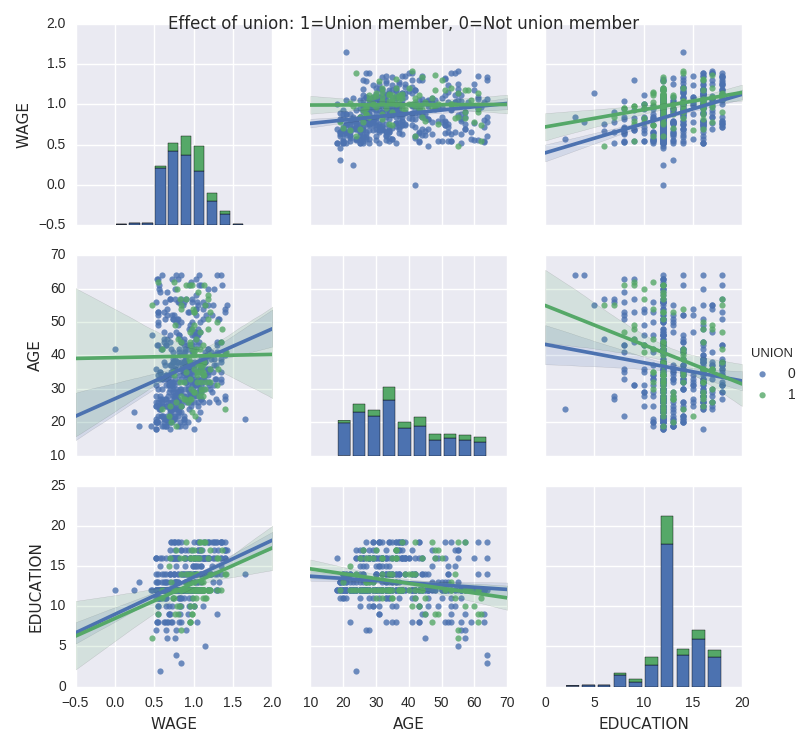 Effect of union: 1=Union member, 0=Not union member
2.0
1.5
1.0
0.5
0.0
−0.5
WAGE
70
60
50
40
30
20
10
AGE
UNION
0
1
25
20
15
10
5
0
EDUCATION
−0.5 0.0 0.5 1.0 1.5 2.0
WAGE
10 20 30 40 50 60 70
AGE
0 5 10 15 20
EDUCATION